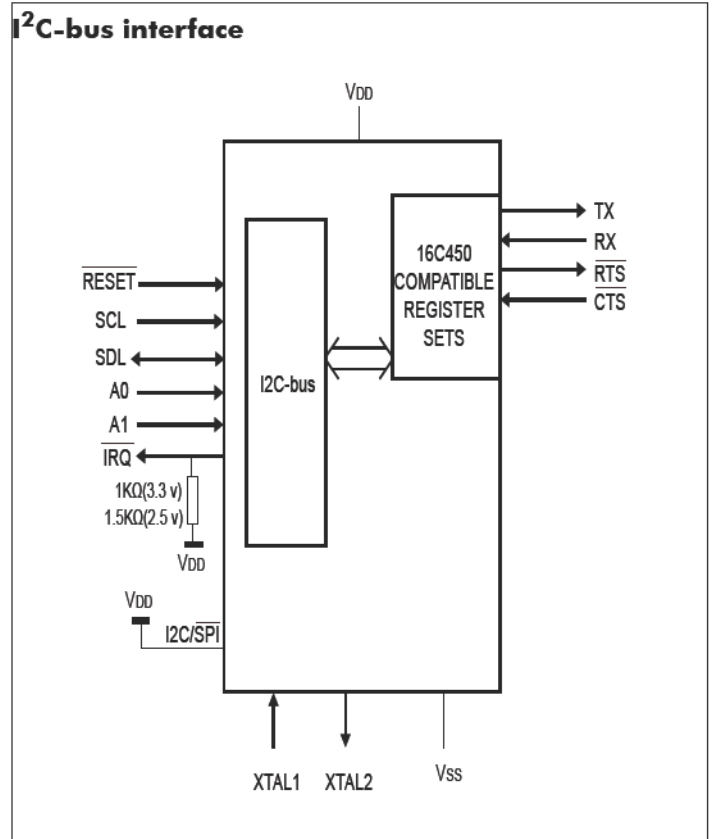 I²C-bus interface
VDD
TX
RX
RTS
CTS
16C450
COMPATIBLE
REGISTER
SETS
RESET
SCL
SDL
A0
A1
IRQ
I2C-bus
1KΩ(3.3 v)
1.5KΩ(2.5 v)
VDD
VDD
I2C/SPI
XTAL1
XTAL2
VSS